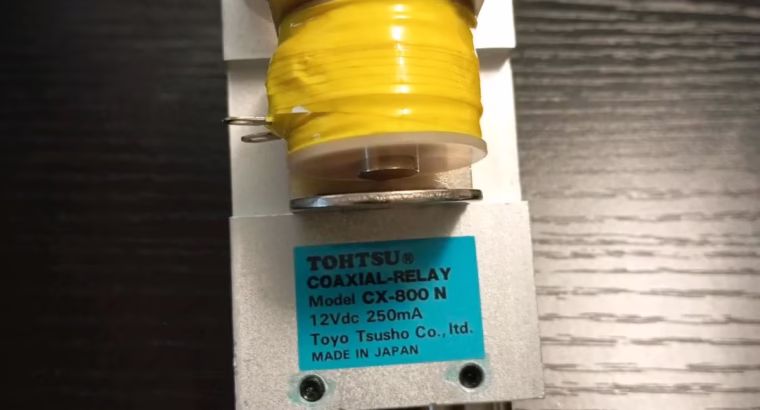 TOHTSU®
COAXIAL-RELAY
Model CX-800 N
12Vdc 250mA
Toyo Tsusho Co., ltd.
MADE IN JAPAN